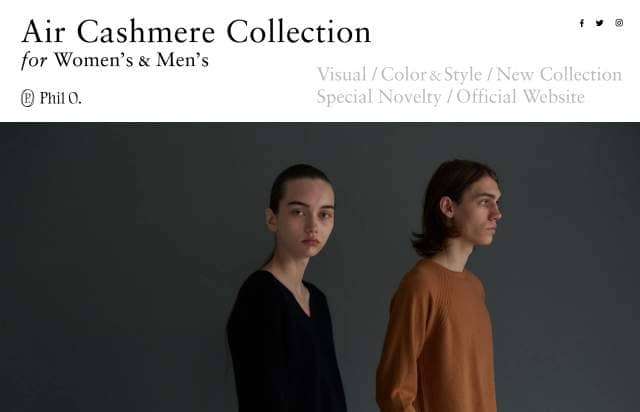 Air Cashmere Collection
for Women's & Men's
Phil O.
Visual / Color & Style / New Collection
Special Novelty / Official Website